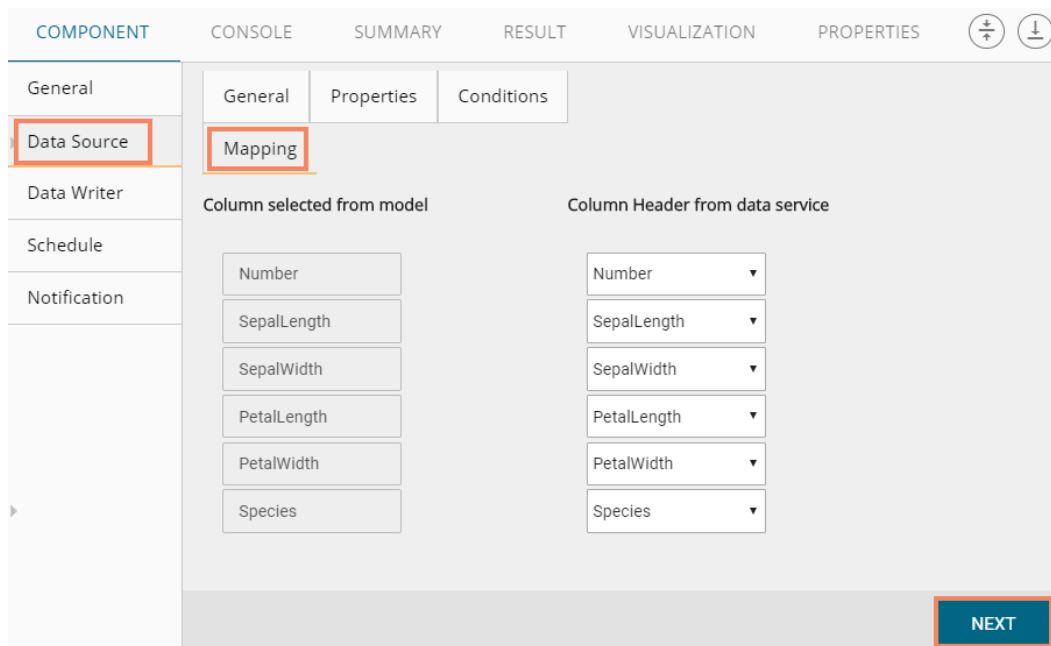 COMPONENT CONSOLE SUMMARY RESULT VISUALIZATION PROPERTIES
General
Data Source
Data Writer
Schedule
Notification
General Properties Conditions
Mapping
Column selected from model Column Header from data service
Number Number
SepalLength SepalLength
SepalWidth SepalWidth
PetalLength PetalLength
PetalWidth PetalWidth
Species Species
NEXT